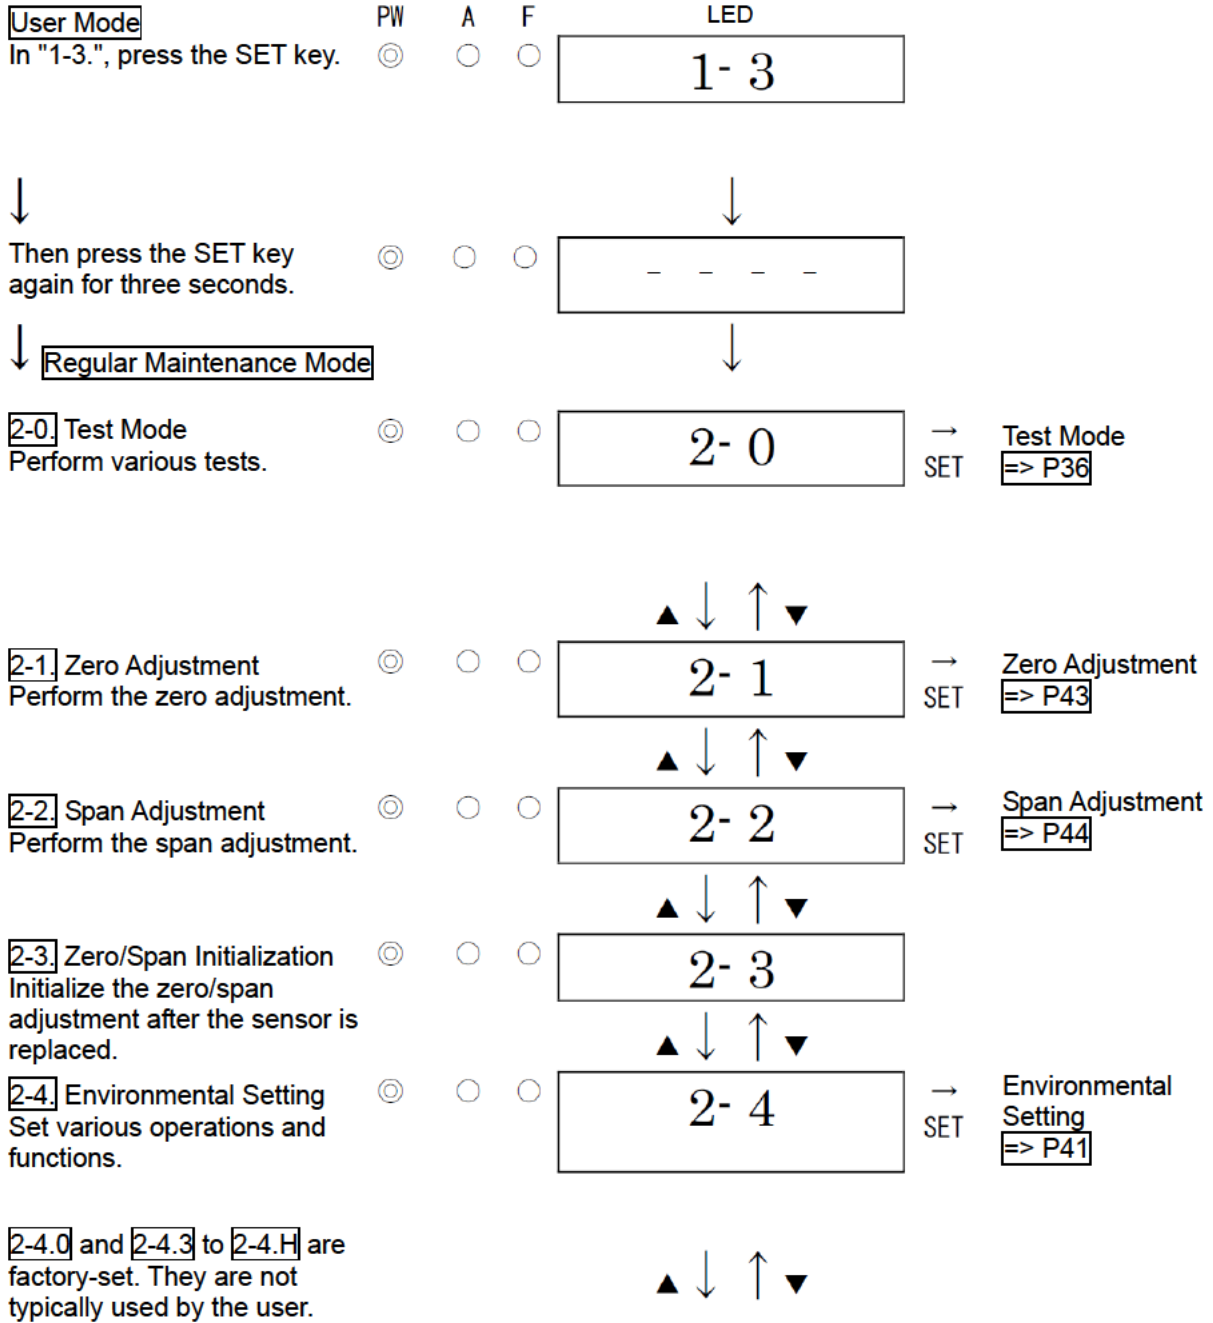 User Mode PW A F LED
In "1-3.", press the SET key. ◎ ○ ○ 1- 3
↓ ↓
Then press the SET key
again for three seconds. ◎ ○ ○ - - - -
↓ Regular Maintenance Mode ↓
2-0. Test Mode ◎ ○ ○ 2- 0 → Test Mode
Perform various tests. SET => P36
▲ ↓ ↑ ▼
2-1. Zero Adjustment ◎ ○ ○ 2- 1 → Zero Adjustment
Perform the zero adjustment. SET => P43
▲ ↓ ↑ ▼
2-2. Span Adjustment ◎ ○ ○ 2- 2 → Span Adjustment
Perform the span adjustment. SET => P44
▲ ↓ ↑ ▼
2-3. Zero/Span Initialization ◎ ○ ○ 2- 3
Initialize the zero/span
adjustment after the sensor is
replaced.
▲ ↓ ↑ ▼
2-4. Environmental Setting ◎ ○ ○ 2- 4 → Environmental
Set various operations and SET Setting
functions. => P41
2-4.0 and 2-4.3 to 2-4.H are
factory-set. They are not
typically used by the user.
▲ ↓ ↑ ▼